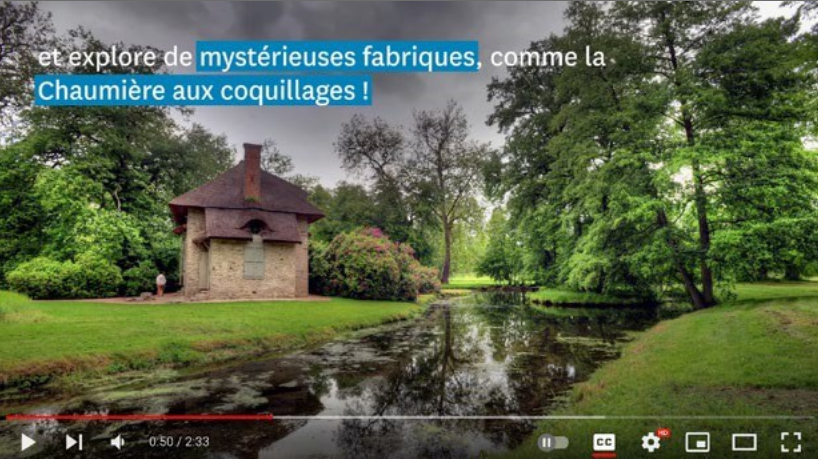 et explore de mystérieuses fabriques, comme la
Chaumière aux coquillages !
0:50 / 2:33
CC
HD